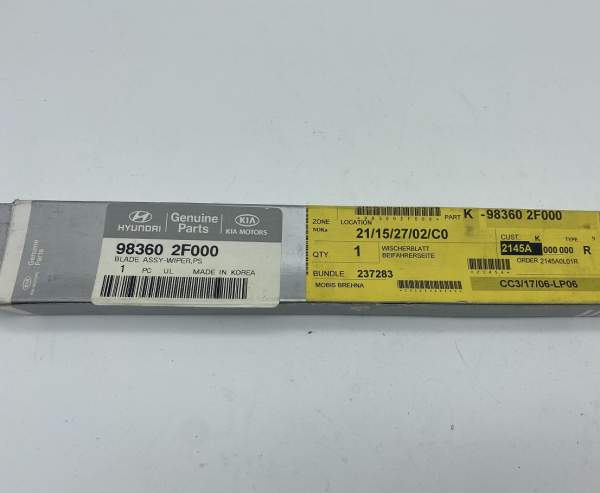 HYUNDAI
Genuine
Parts
KIA
KIA MOTORS
98360 2F000
BLADE ASSY-WIPER,PS
1 PC UL MADE IN KOREA
Genuine
Parts
KIA
PART K -98360 2F000
ZONE LOCATION
21/15/27/02/C0
CUST K TYPE
2145A 000 000 R
QTY 1 WISCHERBLATT
BEIFAHRERSEITE
ORDER 2145A0L01R
BUNDLE 237283
MOBIS BREHNA
CC3/17/06-LP06